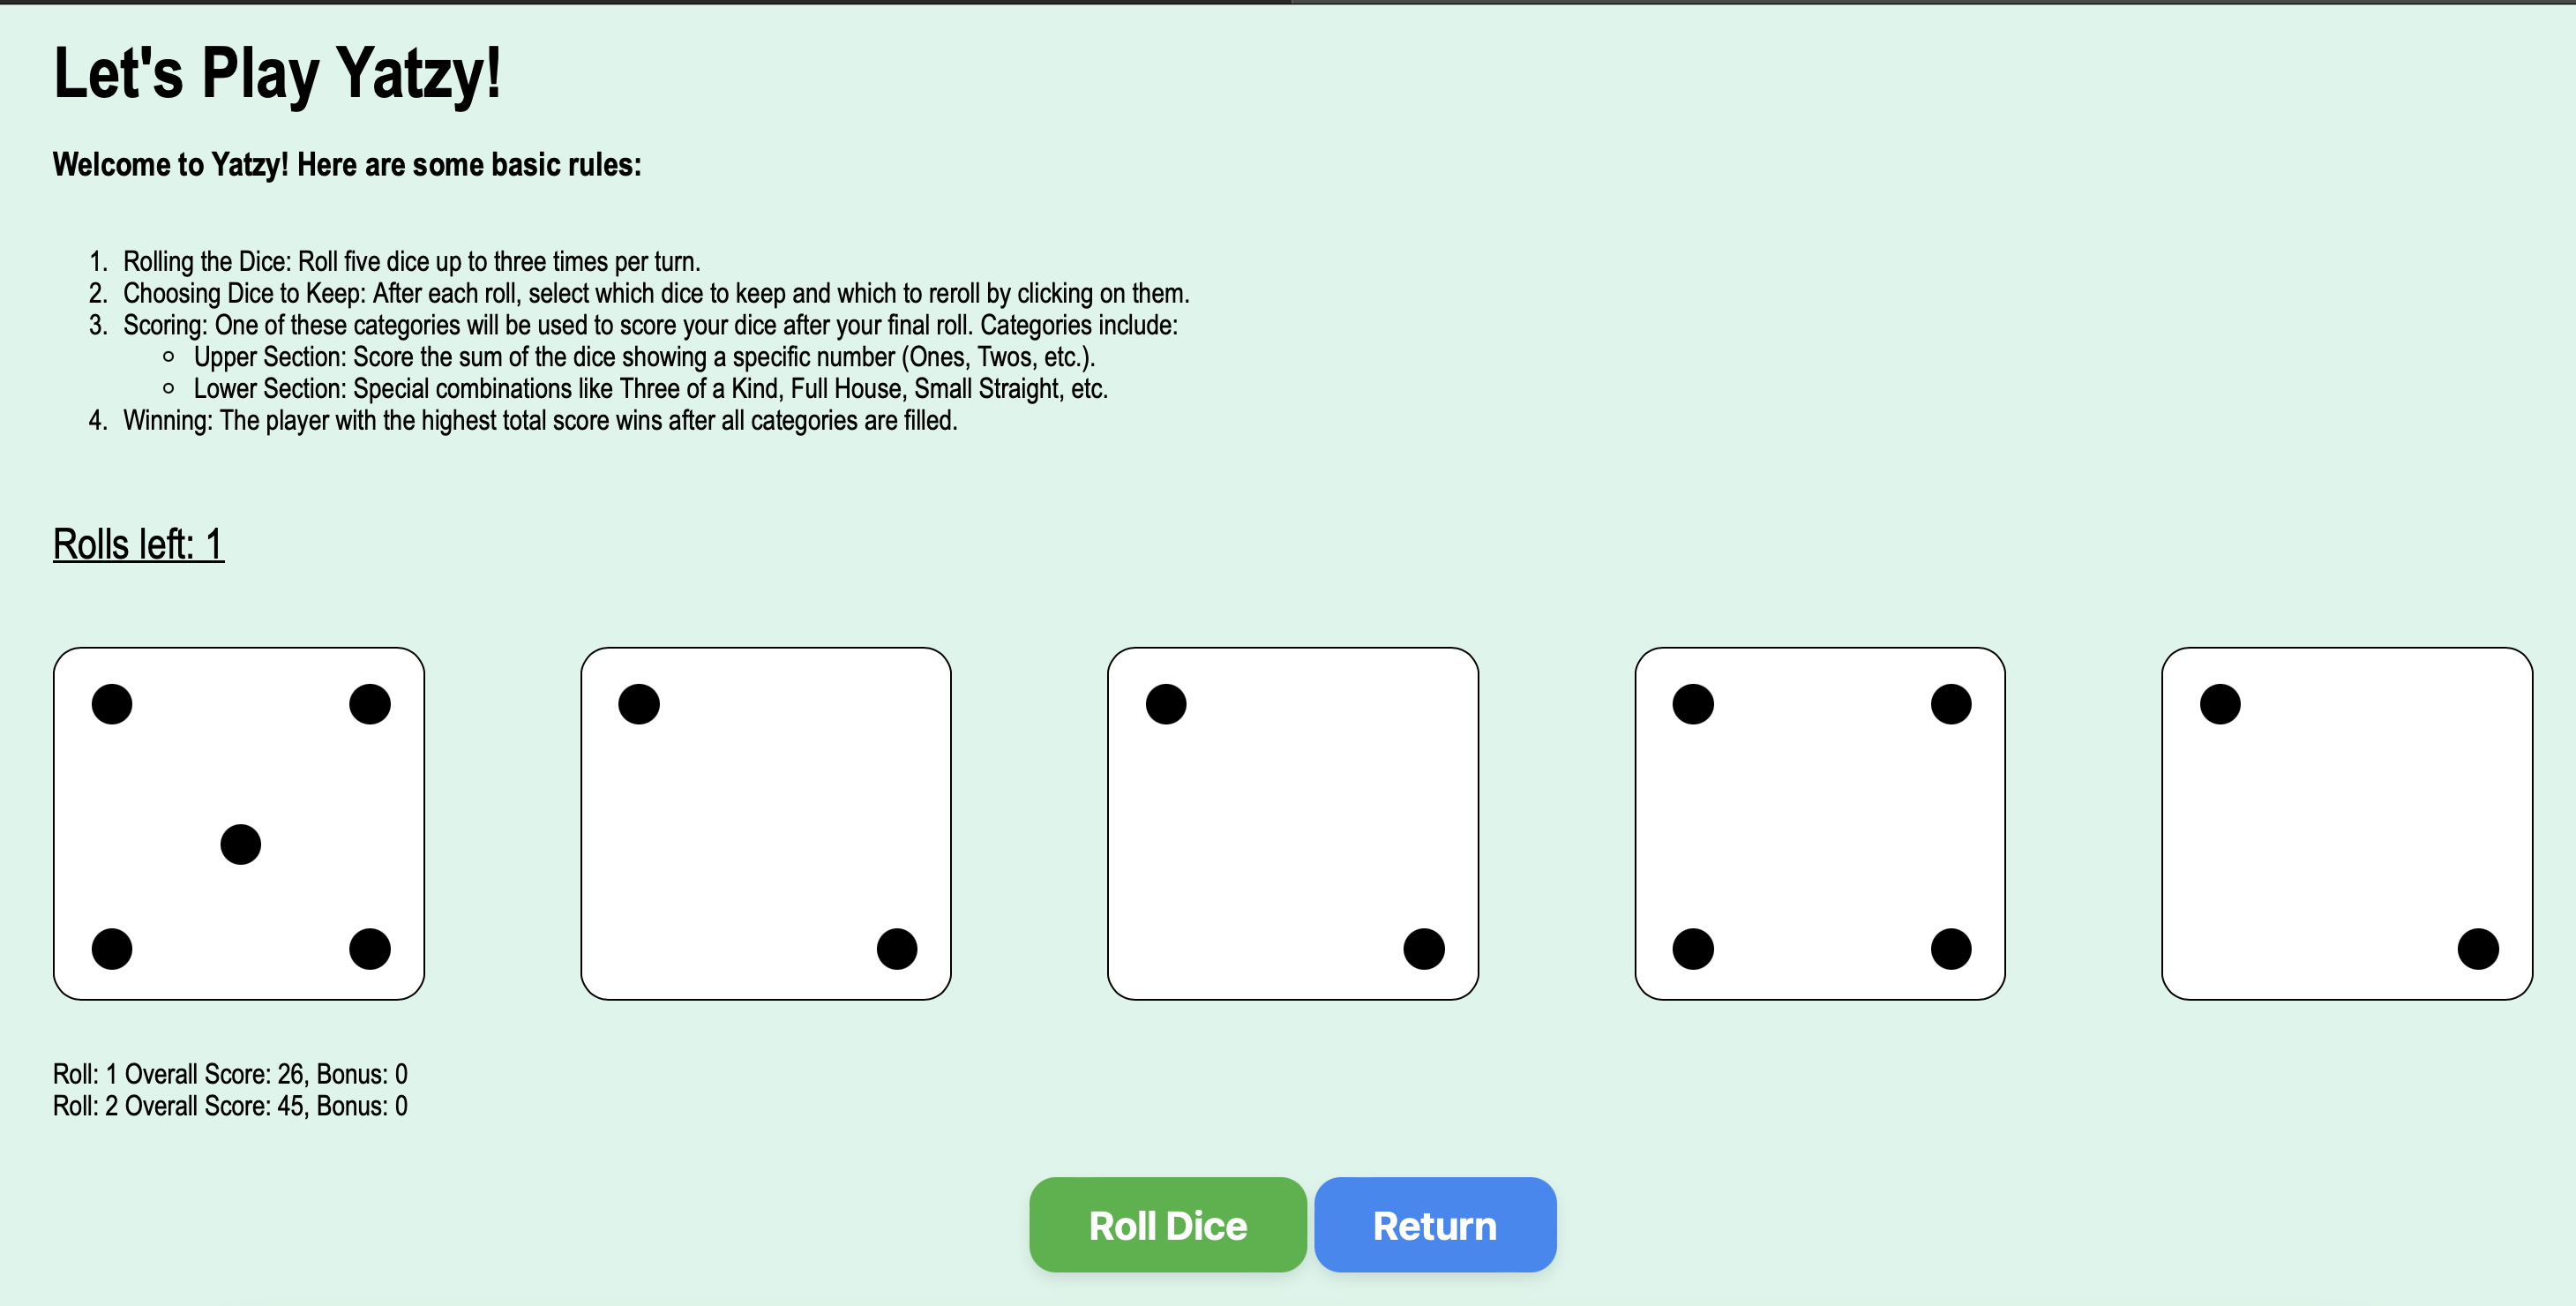 Let's Play Yatzy!
Welcome to Yatzy! Here are some basic rules:
1. Rolling the Dice: Roll five dice up to three times per turn.
2. Choosing Dice to Keep: After each roll, select which dice to keep and which to reroll by clicking on them.
3. Scoring: One of these categories will be used to score your dice after your final roll. Categories include:
Upper Section: Score the sum of the dice showing a specific number (Ones, Twos, etc.).
Lower Section: Special combinations like Three of a Kind, Full House, Small Straight, etc.
4. Winning: The player with the highest total score wins after all categories are filled.
Rolls left: 1
Roll: 1 Overall Score: 26, Bonus: 0
Roll: 2 Overall Score: 45, Bonus: 0
Roll Dice
Return